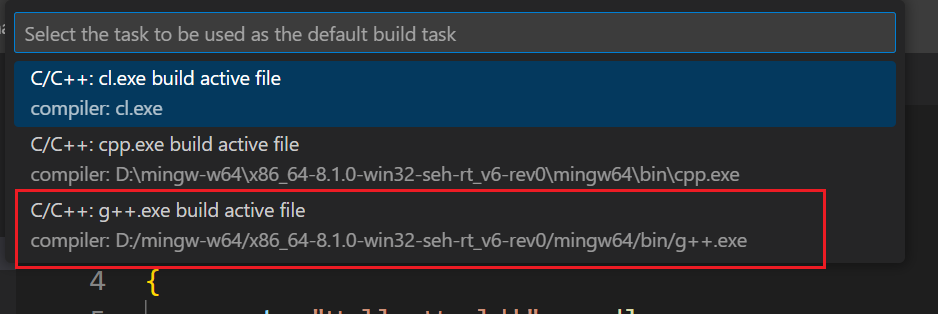 Select the task to be used as the default build task
C/C++: cl.exe build active file
compiler: cl.exe
C/C++: cpp.exe build active file
compiler: D:\mingw-w64\x86_64-8.1.0-win32-seh-rt_v6-rev0\mingw64\bin\cpp.exe
C/C++: g++.exe build active file
compiler: D:/mingw-w64/x86_64-8.1.0-win32-seh-rt_v6-rev0/mingw64/bin/g++.exe
4 {